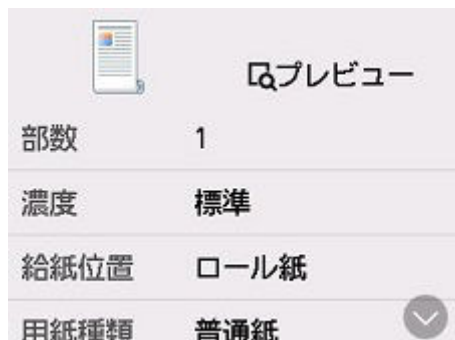 プレビュー
部数 1
濃度 標準
給紙位置 ロール紙
用紙種類 普通紙